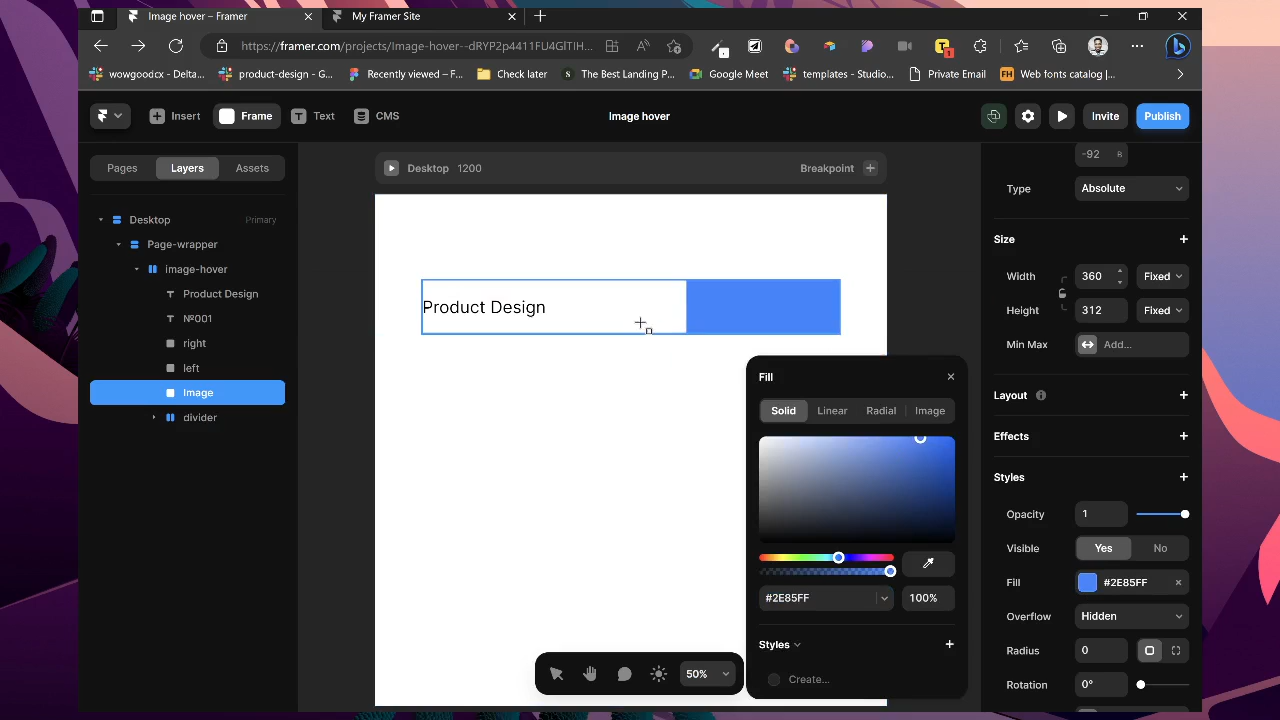 Image hover – Framer
My Framer Site
https://framer.com/projects/Image-hover--dRYP2p4411FU4GlTlH...
wowgoodcx - Delta...
product-design - G...
Recently viewed – F...
Check later
The Best Landing P...
Google Meet
templates - Studio...
Private Email
FH
Web fonts catalog |...
Insert
Frame
T
Text
CMS
Image hover
Invite
Publish
Pages
Layers
Assets
Desktop
1200
Breakpoint
-92
B
Type
Absolute
Desktop
Primary
Page-wrapper
image-hover
Product Design
№001
right
left
Image
divider
Product Design
Size
Width
360
Fixed
Height
312
Fixed
Min Max
Add...
Layout
Effects
Styles
Opacity
1
Visible
Yes
No
Fill
#2E85FF
Overflow
Hidden
Radius
0
Rotation
0°
Fill
Solid
Linear
Radial
Image
#2E85FF
100%
Styles
Create...
50%